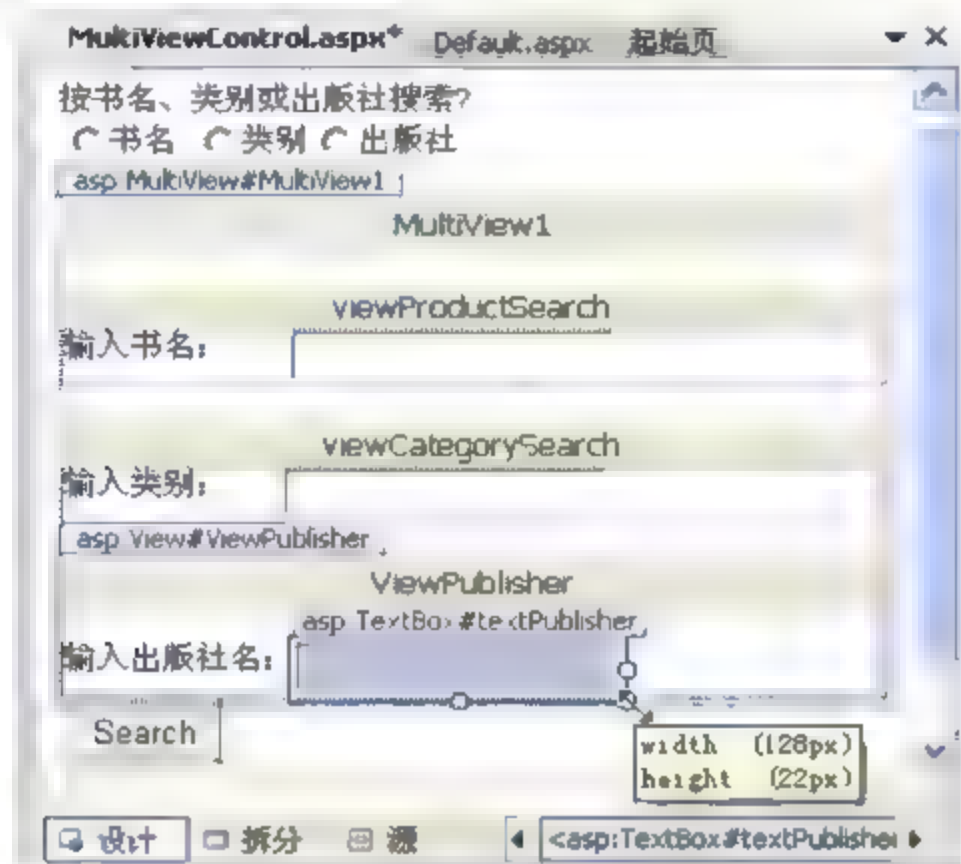 MultiViewControl.aspx* Default.aspx 起始页
按书名、类别或出版社搜索?
书名 类别 出版社
asp MultiView#MultiView1
MultiView1
viewProductSearch
输入书名:
viewCategorySearch
输入类别:
asp View#ViewPublisher
ViewPublisher
asp TextBox#textPublisher
输入出版社名:
Search
width (128px)
height (22px)
设计 拆分 源 <asp:TextBox#textPublisher